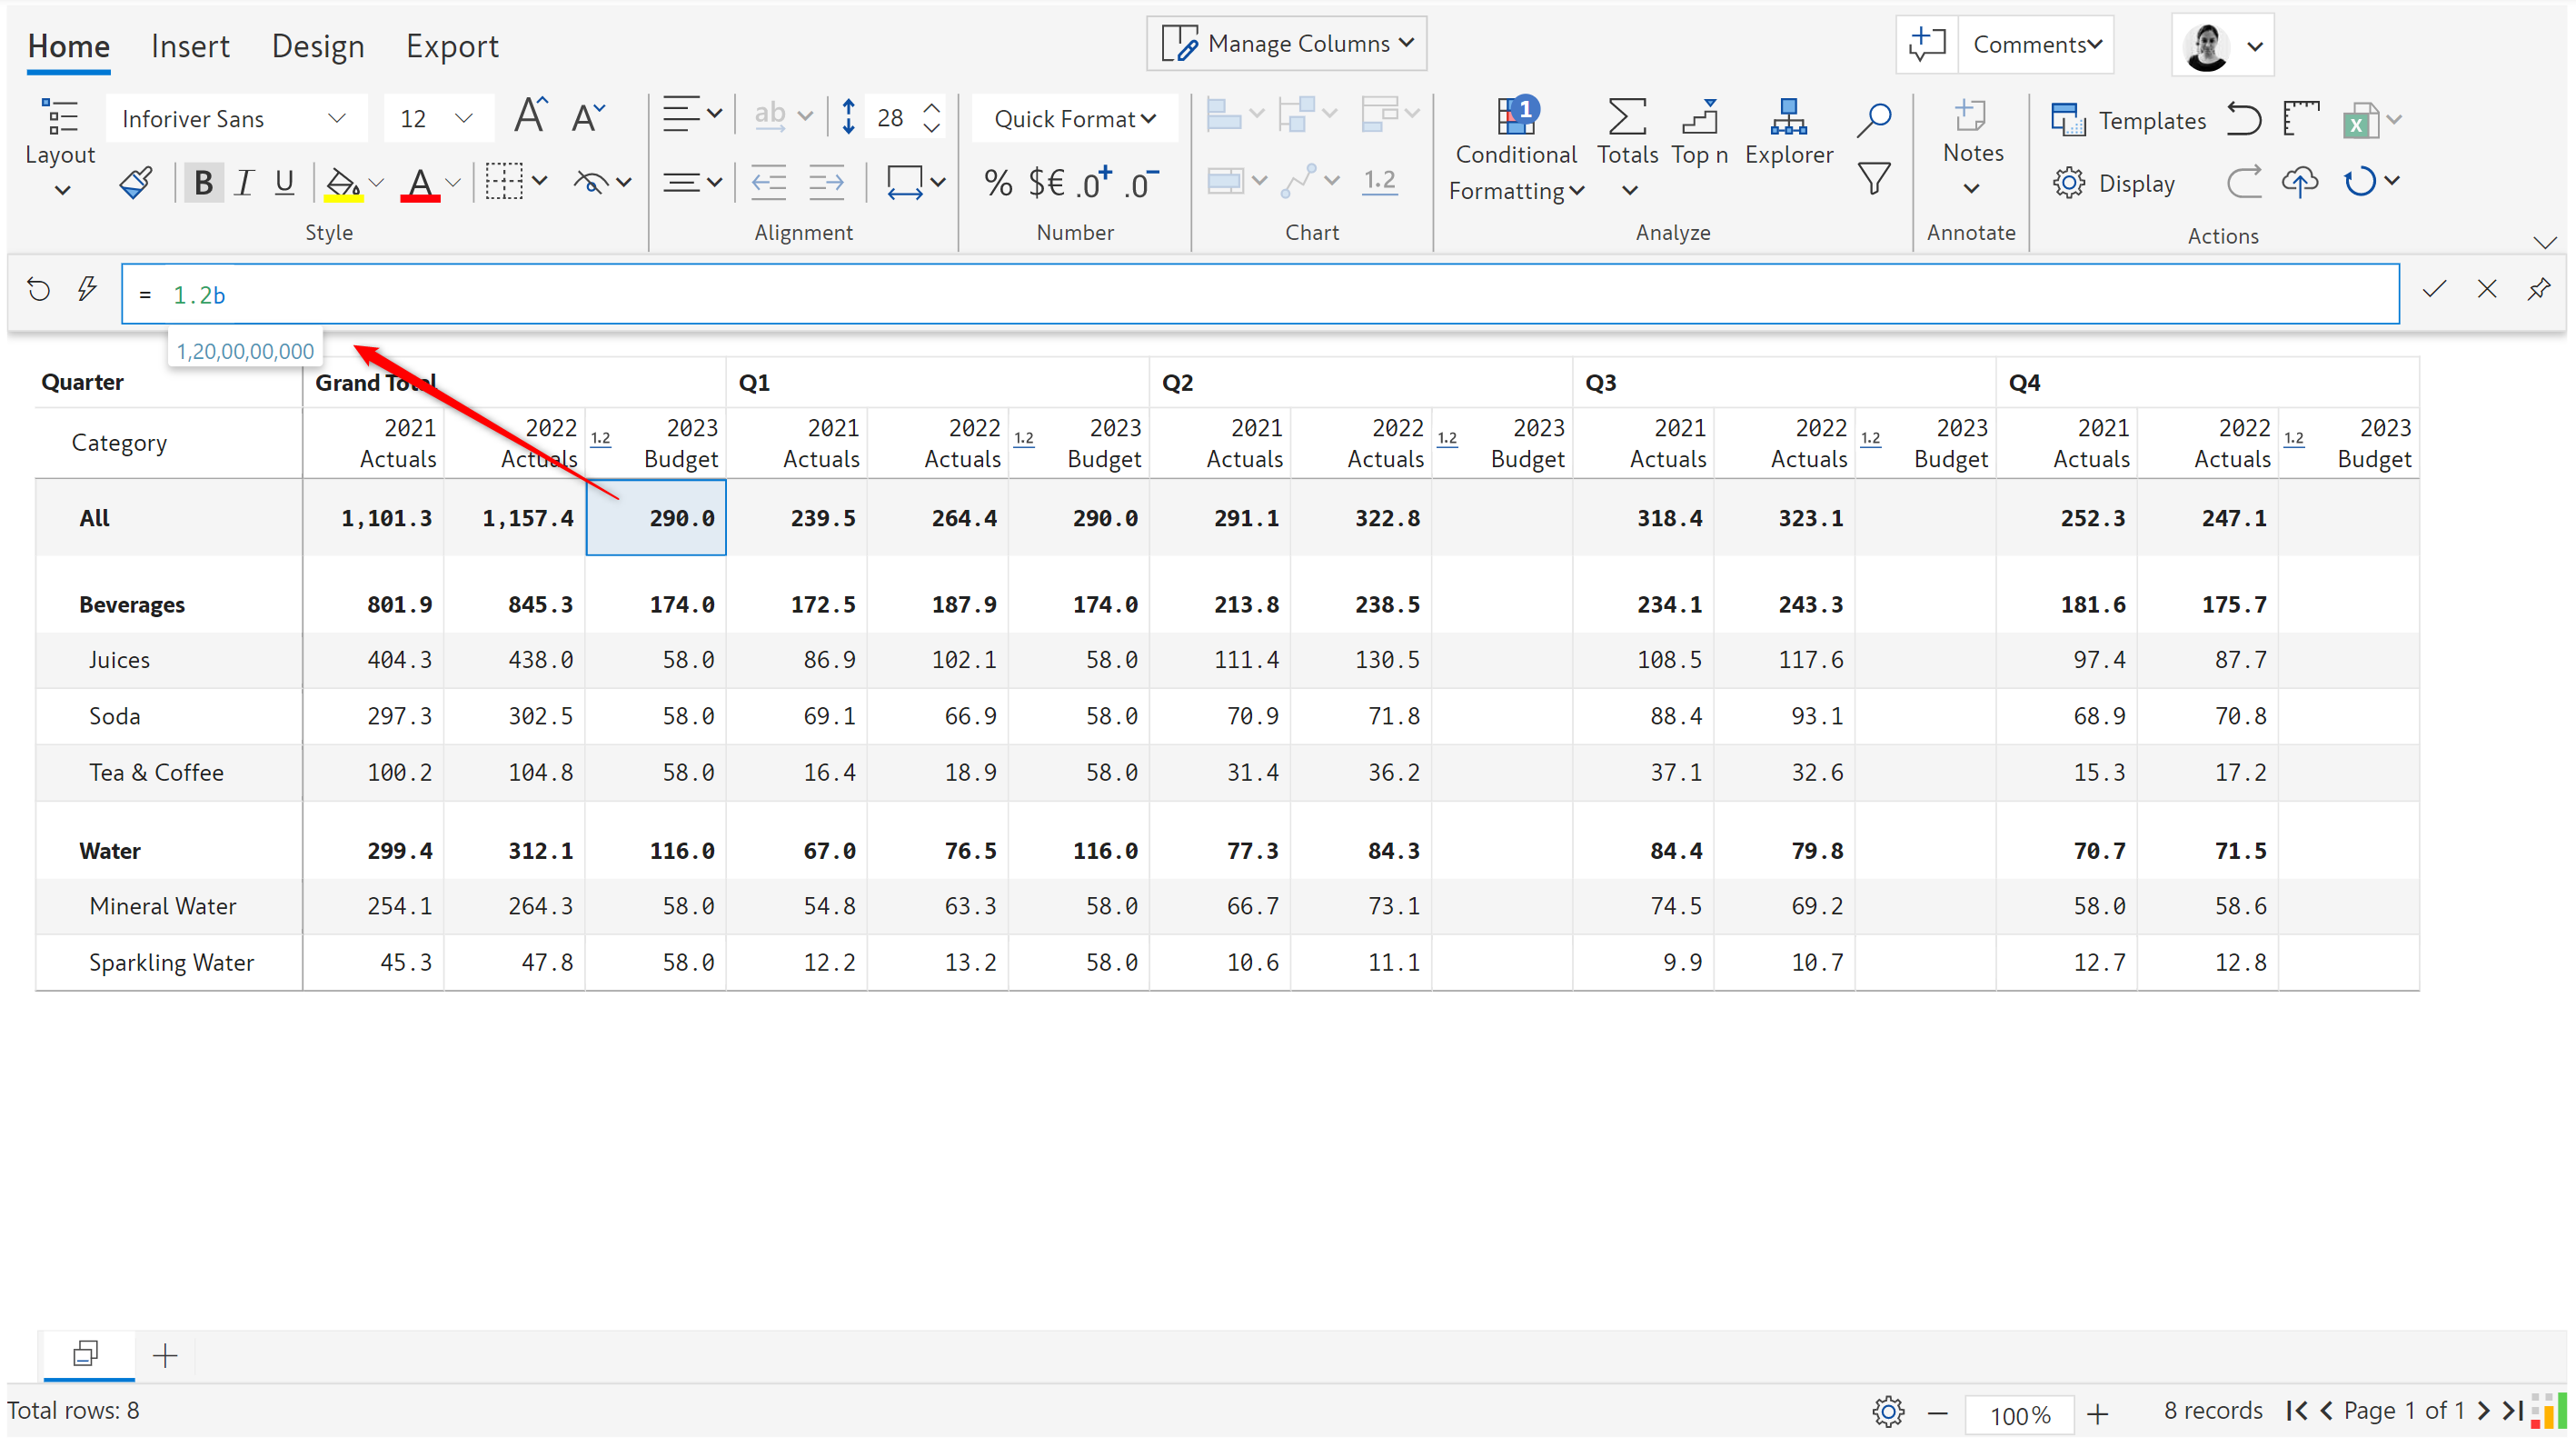 Home Insert Design Export Manage Columns Comments
Inforiver Sans 12 A A ab 28 Quick Format 1 Templates
Layout Conditional Formatting Totals Top n Explorer Notes
B I U A % $€ .0+ .0- 1.2 Display
Style Alignment Number Chart Analyze Annotate Actions
= 1.2b
1,20,00,00,000
Quarter Grand Total Q1 Q2 Q3 Q4
Category 2021 Actuals 2022 Actuals 1.2 2023 Budget 2021 Actuals 2022 Actuals 1.2 2023 Budget 2021 Actuals 2022 Actuals 1.2 2023 Budget 2021 Actuals 2022 Actuals 1.2 2023 Budget 2021 Actuals 2022 Actuals 1.2 2023 Budget
All 1,101.3 1,157.4 290.0 239.5 264.4 290.0 291.1 322.8 318.4 323.1 252.3 247.1
Beverages 801.9 845.3 174.0 172.5 187.9 174.0 213.8 238.5 234.1 243.3 181.6 175.7
Juices 404.3 438.0 58.0 86.9 102.1 58.0 111.4 130.5 108.5 117.6 97.4 87.7
Soda 297.3 302.5 58.0 69.1 66.9 58.0 70.9 71.8 88.4 93.1 68.9 70.8
Tea & Coffee 100.2 104.8 58.0 16.4 18.9 58.0 31.4 36.2 37.1 32.6 15.3 17.2
Water 299.4 312.1 116.0 67.0 76.5 116.0 77.3 84.3 84.4 79.8 70.7 71.5
Mineral Water 254.1 264.3 58.0 54.8 63.3 58.0 66.7 73.1 74.5 69.2 58.0 58.6
Sparkling Water 45.3 47.8 58.0 12.2 13.2 58.0 10.6 11.1 9.9 10.7 12.7 12.8
Total rows: 8 100% 8 records Page 1 of 1